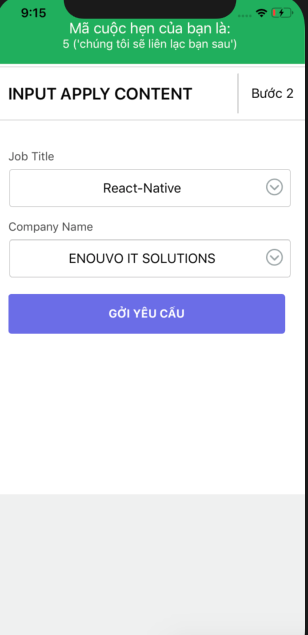 9:15
Mã cuộc hẹn của bạn là:
5 ('chúng tôi sẽ liên lạc bạn sau')
INPUT APPLY CONTENT
Bước 2
Job Title
React-Native
Company Name
ENOUVO IT SOLUTIONS
GỞI YÊU CẦU